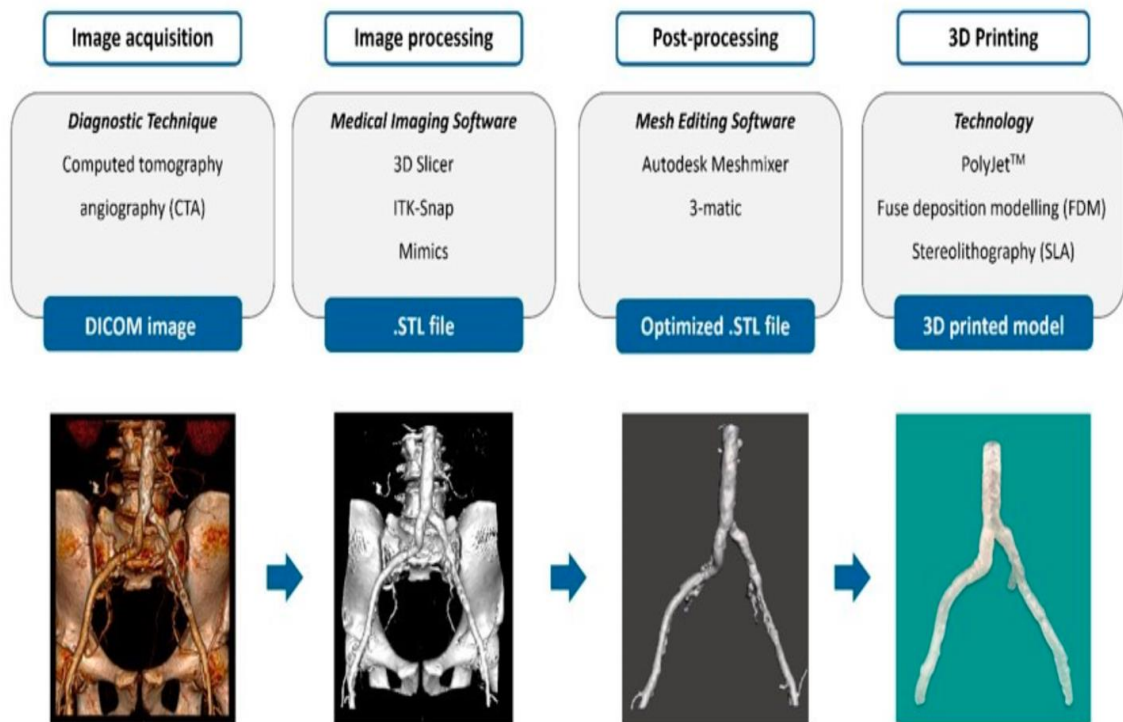 Image acquisition
Image processing
Post-processing
3D Printing
Diagnostic Technique
Computed tomography
angiography (CTA)
DICOM image
Medical Imaging Software
3D Slicer
ITK-Snap
Mimics
.STL file
Mesh Editing Software
Autodesk Meshmixer
3-matic
Optimized .STL file
Technology
PolyJet™
Fuse deposition modelling (FDM)
Stereolithography (SLA)
3D printed model